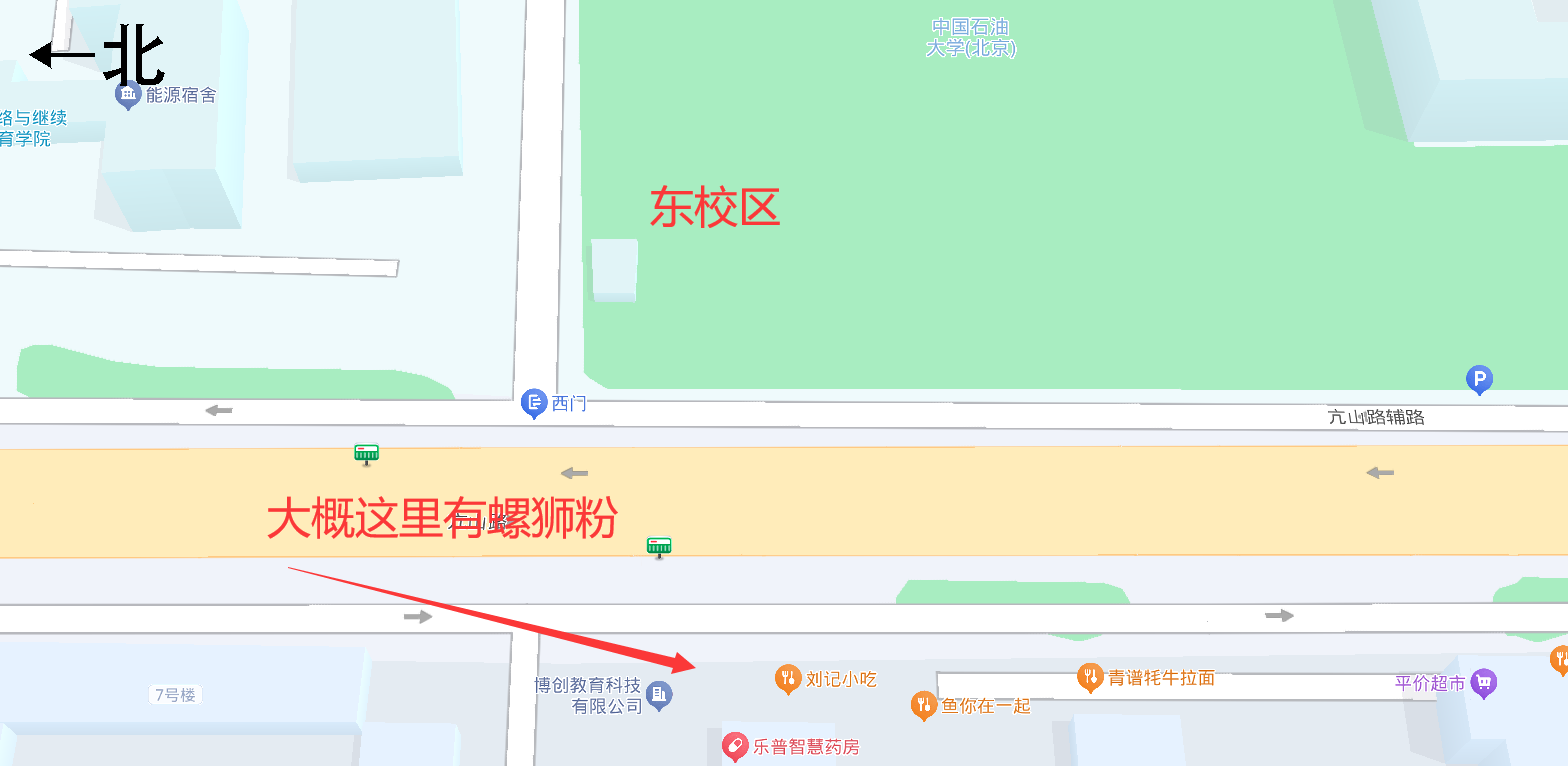 北
中国石油
大学(北京)
能源宿舍
络与继续
育学院
东校区
西门
P
亢山路辅路
大概这里有螺狮粉
亢山路
博创教育科技
有限公司
刘记小吃
青谱牦牛拉面
平价超市
7号楼
鱼你在一起
乐普智慧药房